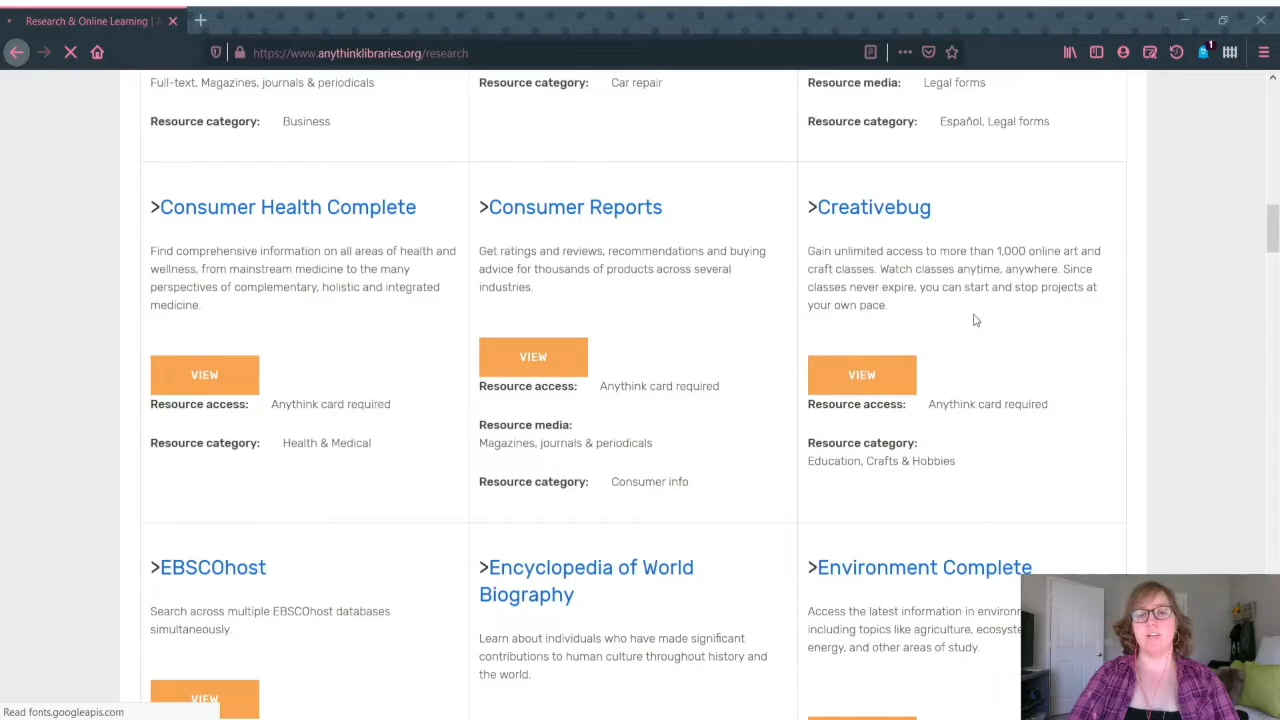 Research & Online Learning |
https://www.anythinklibraries.org/research
1
Full-text, Magazines, journals & periodicals
Resource category: Business
Resource category: Car repair
Resource media: Legal forms
Resource category: Español, Legal forms
>Consumer Health Complete
Find comprehensive information on all areas of health and
wellness, from mainstream medicine to the many
perspectives of complementary, holistic and integrated
medicine.
VIEW
Resource access: Anythink card required
Resource category: Health & Medical
>Consumer Reports
Get ratings and reviews, recommendations and buying
advice for thousands of products across several
industries.
VIEW
Resource access: Anythink card required
Resource media:
Magazines, journals & periodicals
Resource category: Consumer info
>Creativebug
Gain unlimited access to more than 1,000 online art and
craft classes. Watch classes anytime, anywhere. Since
classes never expire, you can start and stop projects at
your own pace.
VIEW
Resource access: Anythink card required
Resource category:
Education, Crafts & Hobbies
>EBSCOhost
Search across multiple EBSCOhost databases
simultaneously.
VIEW
>Encyclopedia of World
Biography
Learn about individuals who have made significant
contributions to human culture throughout history and
the world.
>Environment Complete
Access the latest information in
including topics like agriculture,
energy, and other areas of study.
Read fonts.googleapis.com